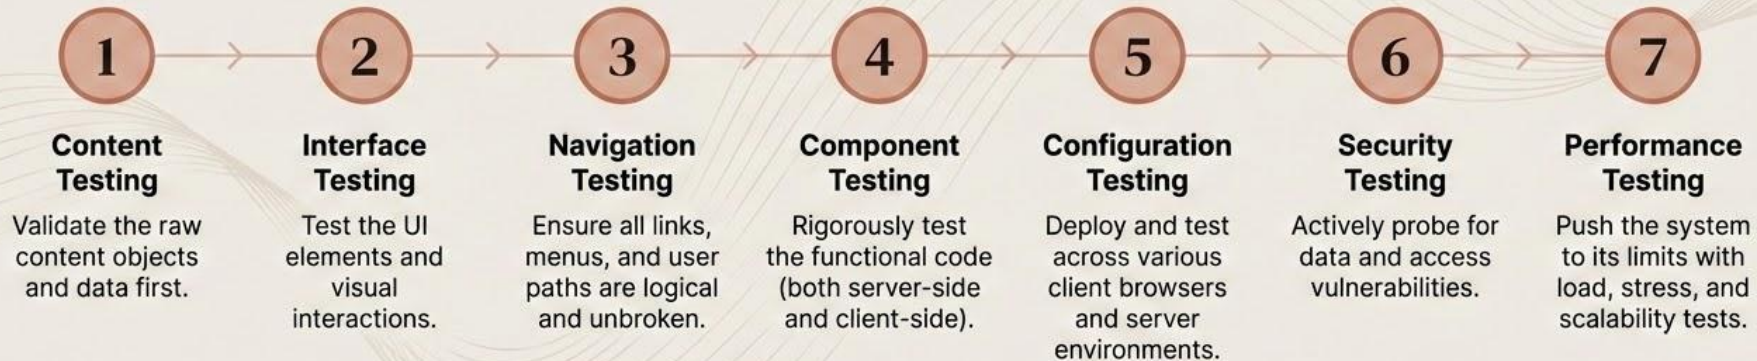 1
Content
Testing
Validate the raw
content objects
and data first.
2
Interface
Testing
Test the UI
elements and
visual
interactions.
3
Navigation
Testing
Ensure all links,
menus, and user
paths are logical
and unbroken.
4
Component
Testing
Rigorously test
the functional code
(both server-side
and client-side).
5
Configuration
Testing
Deploy and test
across various
client browsers
and server
environments.
6
Security
Testing
Actively probe for
data and access
vulnerabilities.
7
Performance
Testing
Push the system
to its limits with
load, stress, and
scalability tests.